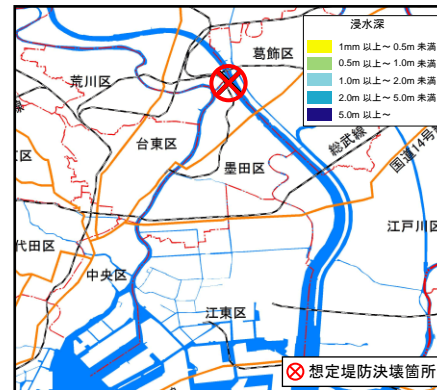 浸水深
1mm 以上～ 0.5m 未満
0.5m 以上～ 1.0m 未満
1.0m 以上～ 2.0m 未満
2.0m 以上～ 5.0m 未満
5.0m 以上～
葛飾区
荒川区
台東区
墨田区
総武線
国道14号
江戸川区
代田区
中央区
江東区
想定堤防決壊箇所